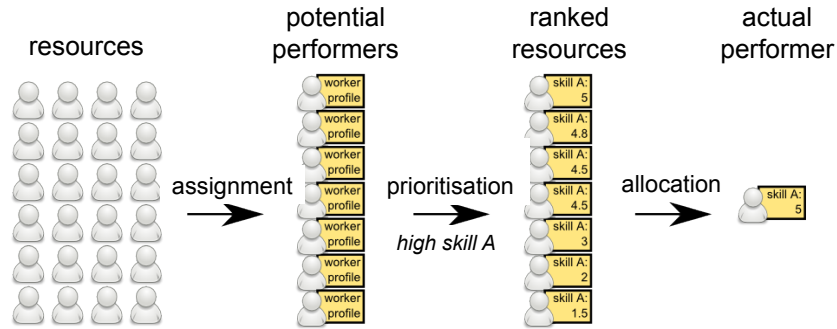 resources
potential
performers
ranked
resources
actual
performer
assignment
prioritisation
high skill A
allocation
worker
profile
worker
profile
worker
profile
worker
profile
worker
profile
worker
profile
worker
profile
skill A:
5
skill A:
4.8
skill A:
4.5
skill A:
4.5
skill A:
3
skill A:
2
skill A:
1.5
skill A:
5